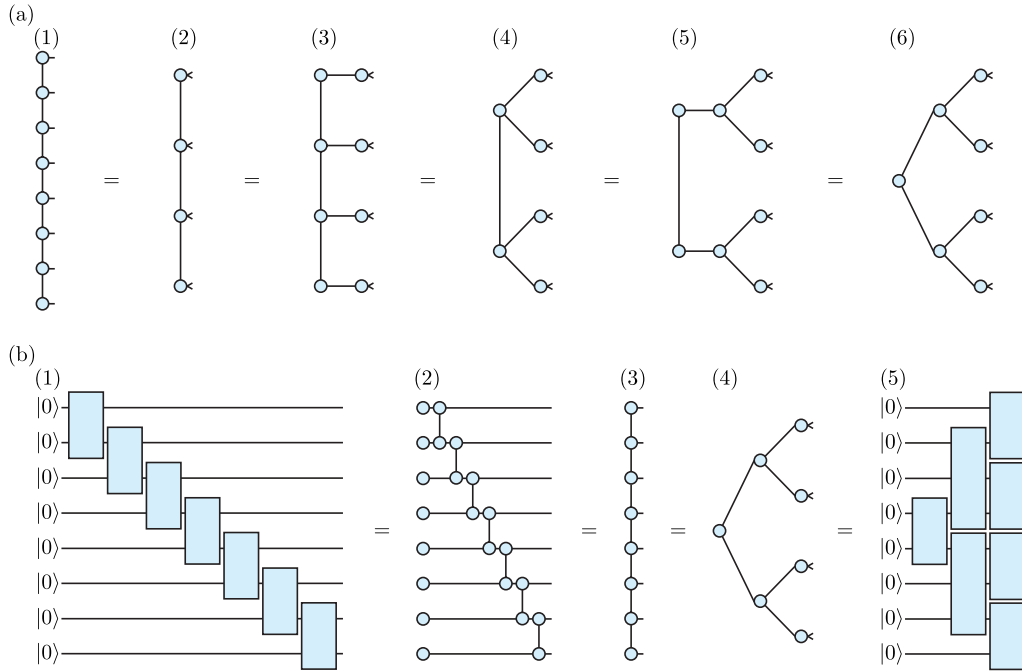 (a)
(1) (2) (3) (4) (5) (6)
= = = = =
(b)
(1) (2) (3) (4) (5)
|0⟩ |0⟩
|0⟩ |0⟩
|0⟩ |0⟩
|0⟩ |0⟩
= = = =
|0⟩ |0⟩
|0⟩ |0⟩
|0⟩ |0⟩
|0⟩ |0⟩